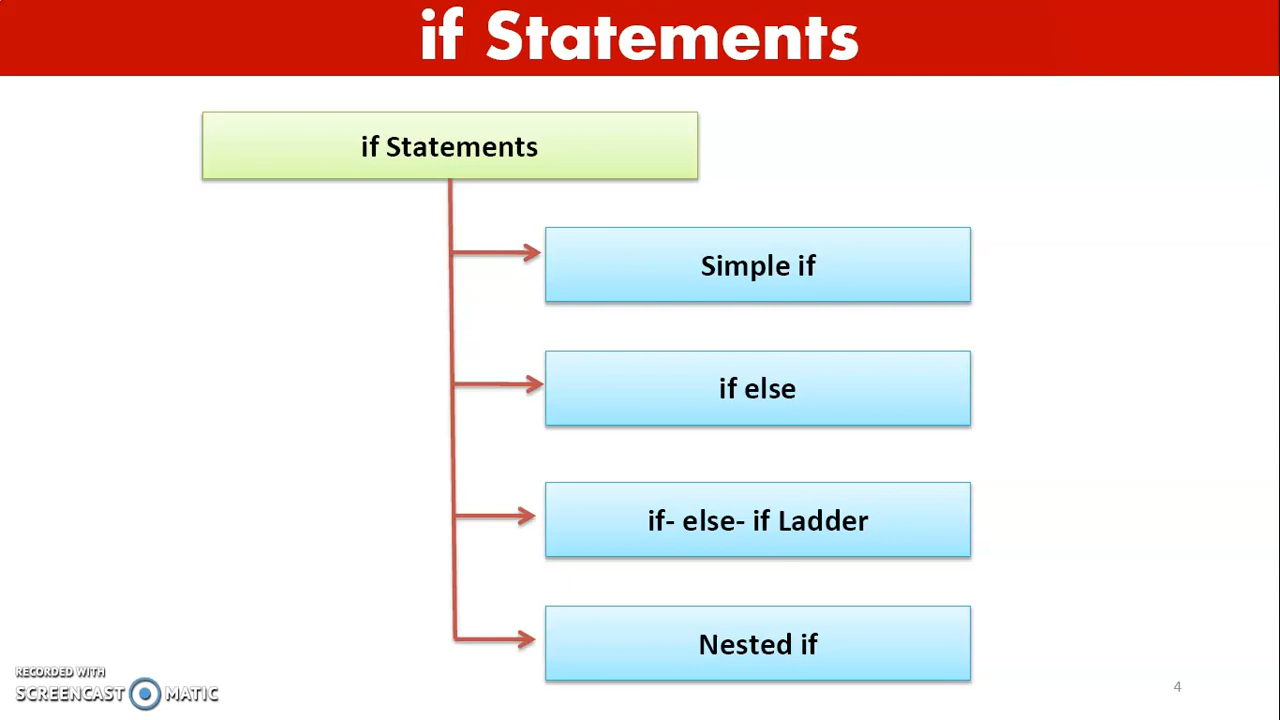 if Statements
if Statements
Simple if
if else
if- else- if Ladder
Nested if
RECORDED WITH
SCREENCAST MATIC
4